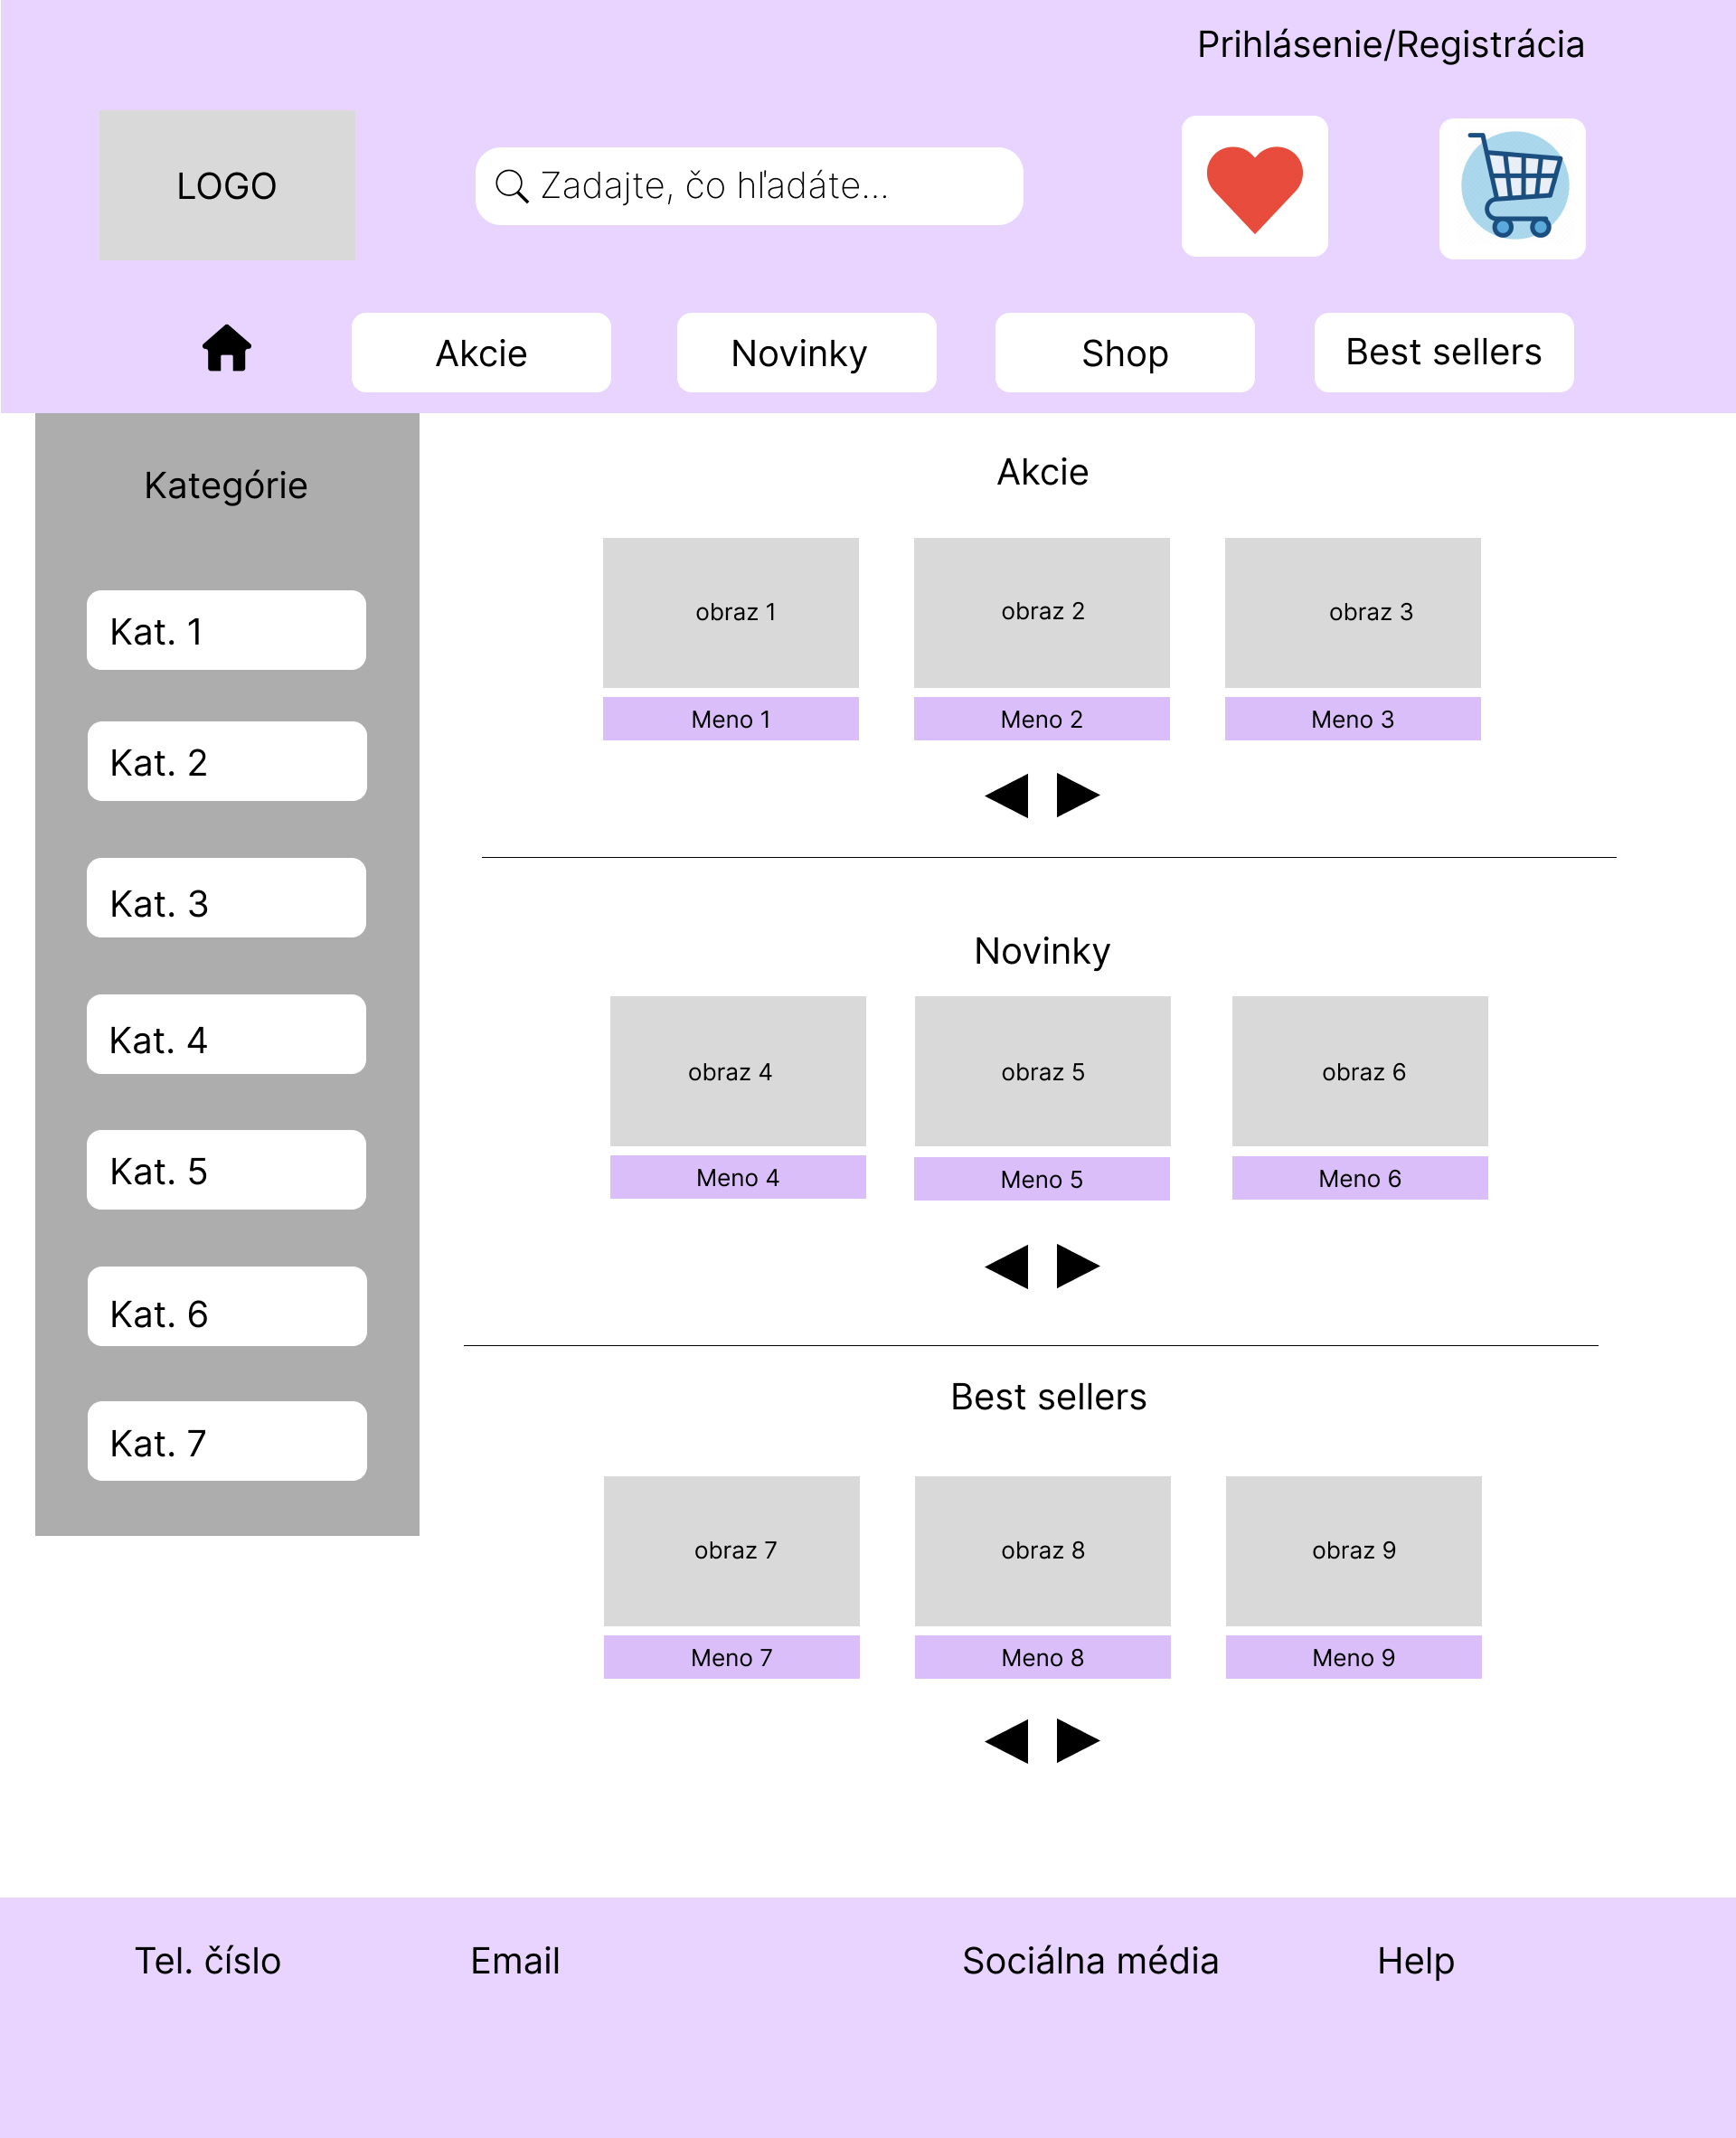 Prihlásenie/Registrácia
LOGO
Zadajte, čo hľadáte...
Akcie
Novinky
Shop
Best sellers
Kategórie
Kat. 1
Kat. 2
Kat. 3
Kat. 4
Kat. 5
Kat. 6
Kat. 7
Akcie
obraz 1
obraz 2
obraz 3
Meno 1
Meno 2
Meno 3
Novinky
obraz 4
obraz 5
obraz 6
Meno 4
Meno 5
Meno 6
Best sellers
obraz 7
obraz 8
obraz 9
Meno 7
Meno 8
Meno 9
Tel. číslo
Email
Sociálna média
Help